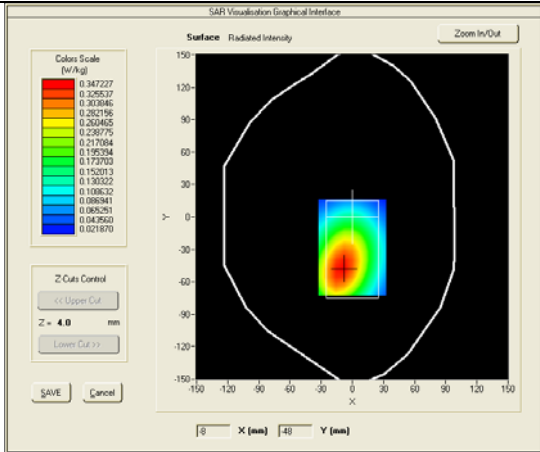 SAR Visualisation Graphical Interface
Surface Radiated Intensity
Zoom In/Out
Colors Scale
(W/kg)
0.347227
0.325537
0.303846
0.282156
0.260465
0.238775
0.217084
0.195394
0.173703
0.152013
0.130322
0.108632
0.086941
0.065251
0.043560
0.021870
Z Cuts Control
<< Upper Cut
Z = 4.0 mm
Lower Cut >>
SAVE Cancel
150-
120-
90-
60-
30-
0-
-30-
-60-
-90-
-120-
-150-
Y
-150 -120 -90 -60 -30 0 30 60 90 120 150
X
-8 X (mm) -48 Y (mm)